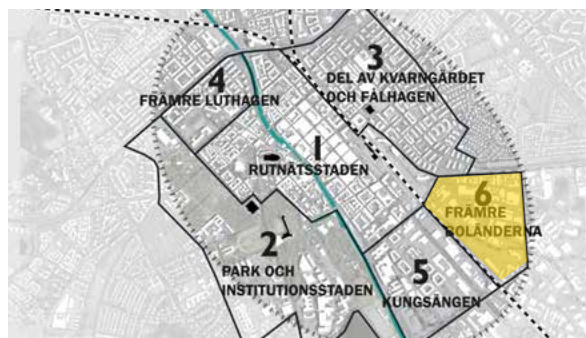 3
DEL AV KVARNGÄRDET
OCH FÅLHAGEN
4
FRÄMRE LUTHAGEN
1
RUTNÄTSSTADEN
6
FRÄMRE
BOLÄNDERNA
2
PARK OCH
INSTITUTIONSSTADEN
5
KUNGSÄNGEN